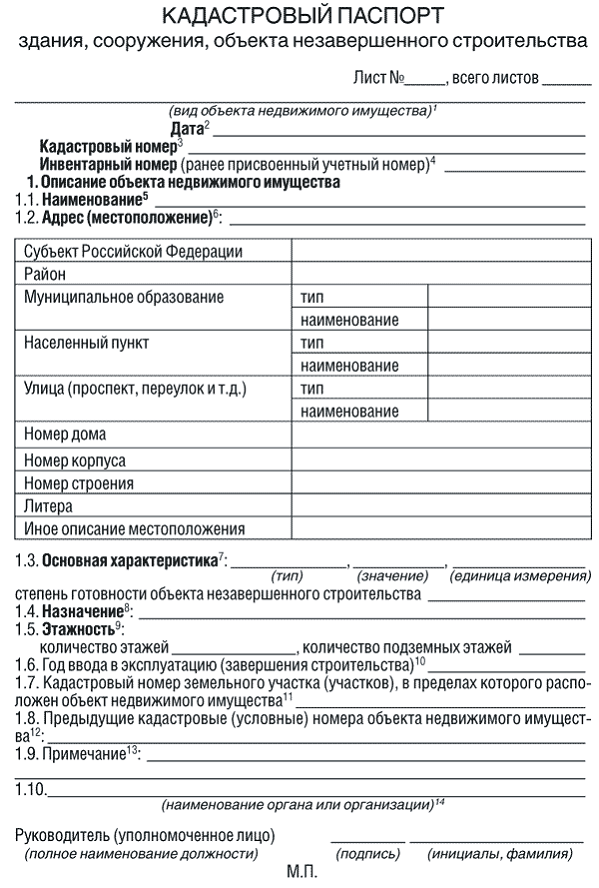 КАДАСТРОВЫЙ ПАСПОРТ
здания, сооружения, объекта незавершенного строительства
Лист №_____, всего листов ______
(вид объекта недвижимого имущества)¹
Дата²
Кадастровый номер³
Инвентарный номер (ранее присвоенный учетный номер)⁴
1. Описание объекта недвижимого имущества
1.1. Наименование⁵
1.2. Адрес (местоположение)⁶:
Субъект Российской Федерации
Район
Муниципальное образование тип
наименование
Населенный пункт тип
наименование
Улица (проспект, переулок и т.д.) тип
наименование
Номер дома
Номер корпуса
Номер строения
Литера
Иное описание местоположения
1.3. Основная характеристика⁷: ____________, _________, __________
(тип) (значение) (единица измерения)
степень готовности объекта незавершенного строительства
1.4. Назначение⁸:
1.5. Этажность⁹:
количество этажей ____________, количество подземных этажей ______
1.6. Год ввода в эксплуатацию (завершения строительства)¹⁰
1.7. Кадастровый номер земельного участка (участков), в пределах которого распо-
ложен объект недвижимого имущества¹¹
1.8. Предыдущие кадастровые (условные) номера объекта недвижимого имущест-
ва¹²:
1.9. Примечание¹³:
1.10.
(наименование органа или организации)¹⁴
Руководитель (уполномоченное лицо)
(полное наименование должности) (подпись) (инициалы, фамилия)
М.П.